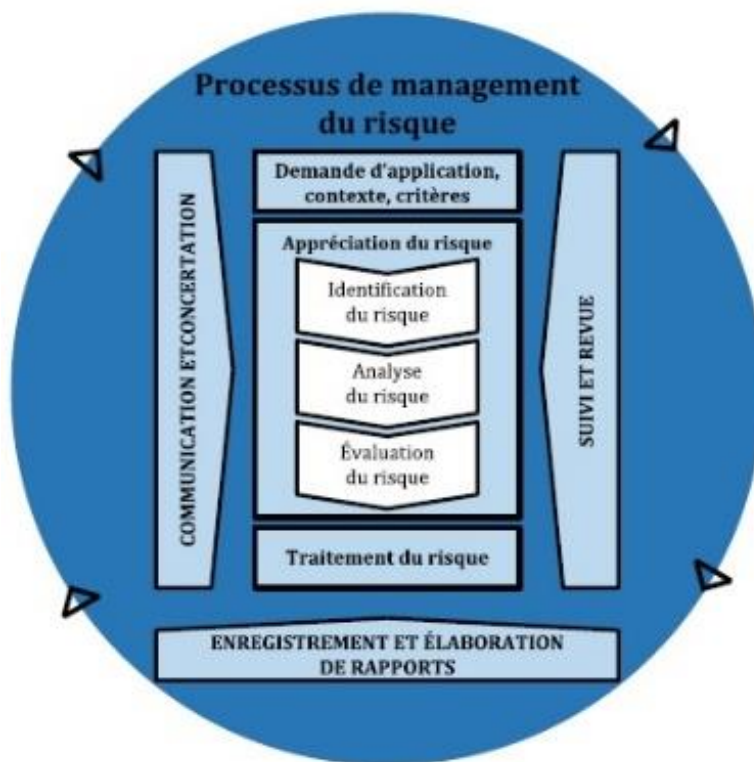 Processus de management
du risque
Demande d'application,
contexte, critères
Appréciation du risque
Identification
du risque
Analyse
du risque
Évaluation
du risque
Traitement du risque
COMMUNICATION ETCONCERTATION
SUIVI ET REVUE
ENREGISTREMENT ET ÉLABORATION
DE RAPPORTS